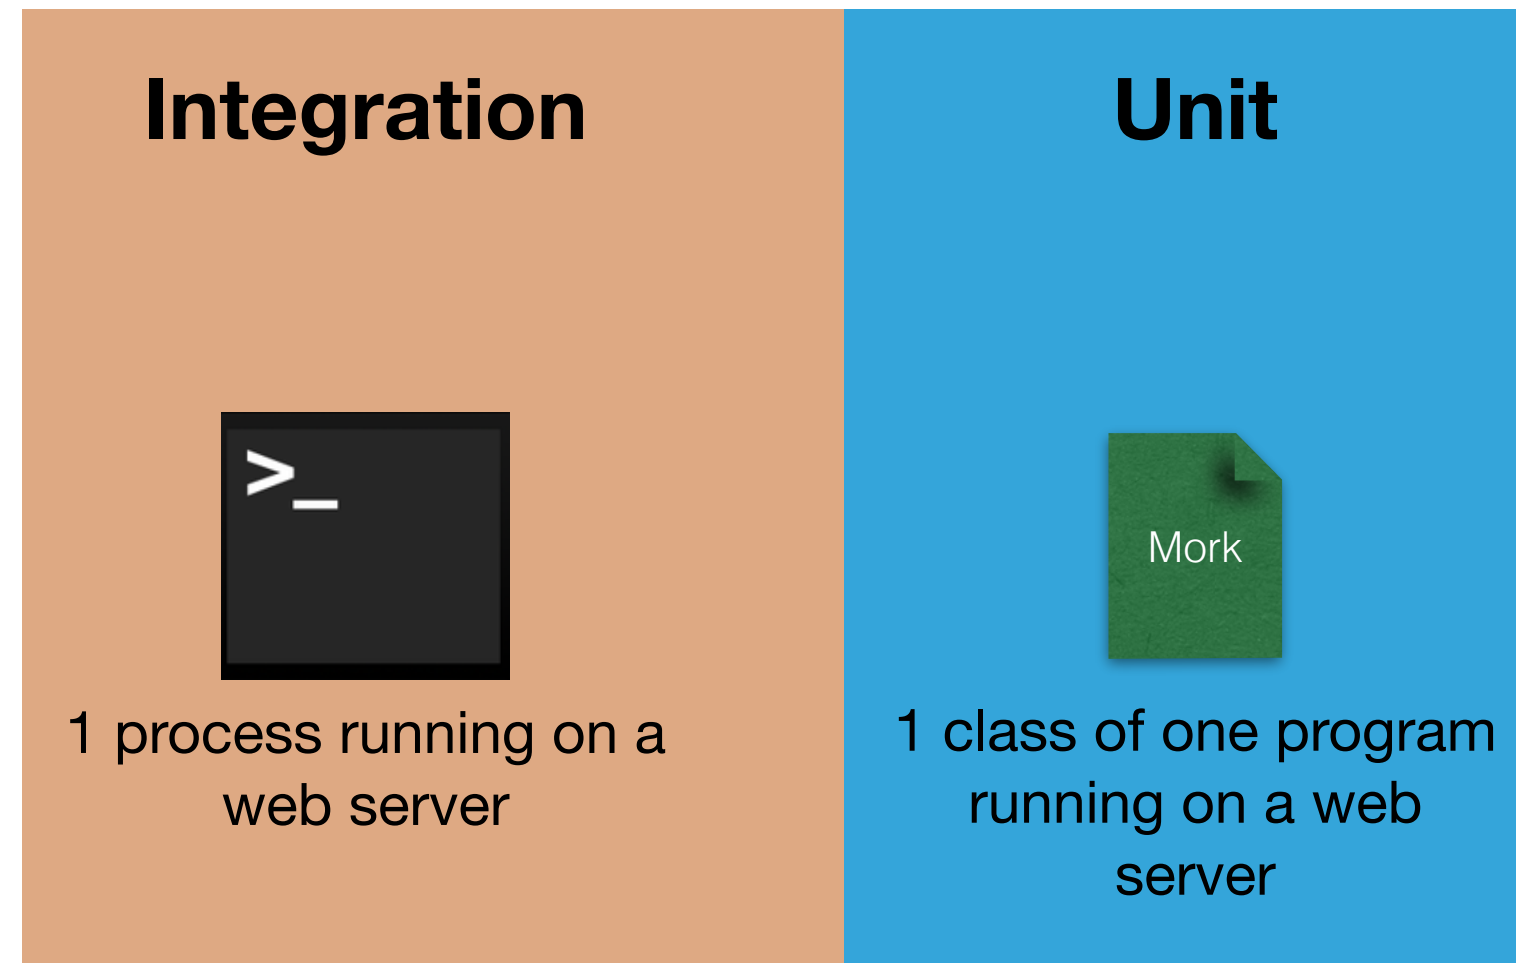 Integration
>_
1 process running on a
web server
Unit
Mork
1 class of one program
running on a web
server